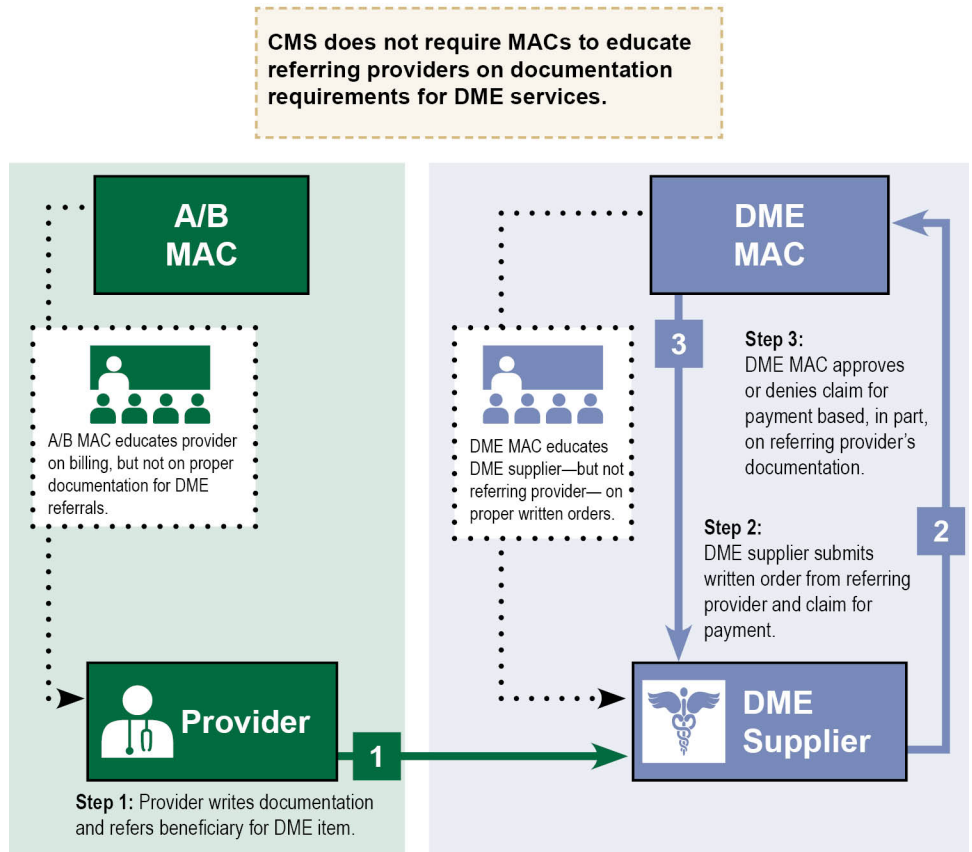 CMS does not require MACs to educate
referring providers on documentation
requirements for DME services.
A/B
MAC
DME
MAC
A/B MAC educates provider
on billing, but not on proper
documentation for DME
referrals.
DME MAC educates
DME supplier—but not
referring provider— on
proper written orders.
3
Step 3:
DME MAC approves
or denies claim for
payment based, in part,
on referring provider’s
documentation.
2
Step 2:
DME supplier submits
written order from referring
provider and claim for
payment.
Provider
1
DME
Supplier
Step 1: Provider writes documentation
and refers beneficiary for DME item.